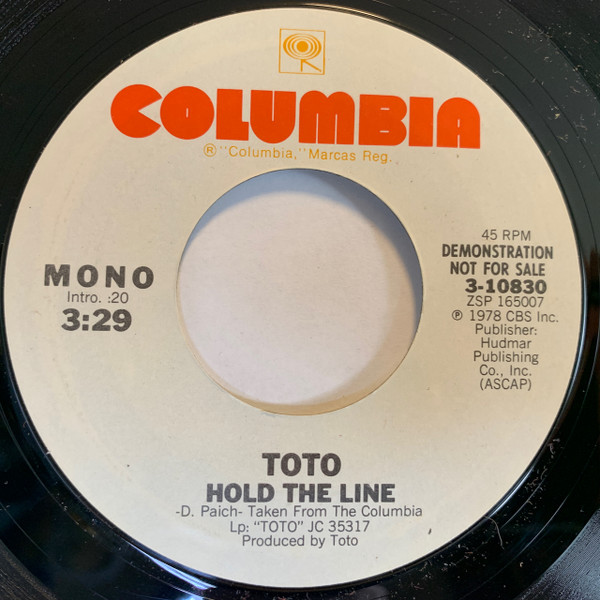 COLUMBIA
® "Columbia," Marcas Reg.
MONO
Intro. :20
3:29
45 RPM
DEMONSTRATION
NOT FOR SALE
3-10830
ZSP 165007
℗ 1978 CBS Inc.
Publisher:
Hudmar
Publishing
Co., Inc.
(ASCAP)
TOTO
HOLD THE LINE
-D. Paich- Taken From The Columbia
Lp: "TOTO" JC 35317
Produced by Toto